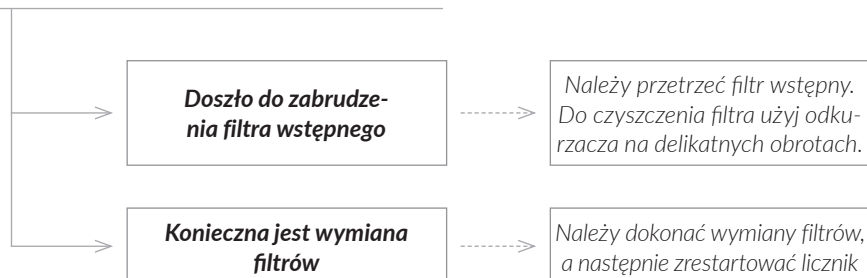 Doszło do zabrudze-
nia filtra wstępnego
Należy przetrzeć filtr wstępny.
Do czyszczenia filtra użyj odku-
rzacza na delikatnych obrotach.
Konieczna jest wymiana
filtrów
Należy dokonać wymiany filtrów,
a następnie zrestartować licznik